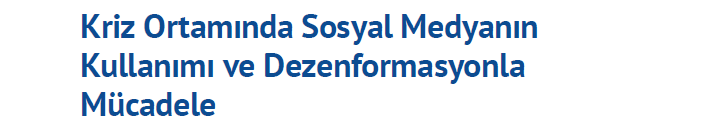 Kriz Ortamında Sosyal Medyanın
Kullanımı ve Dezenformasyonla
Mücadele